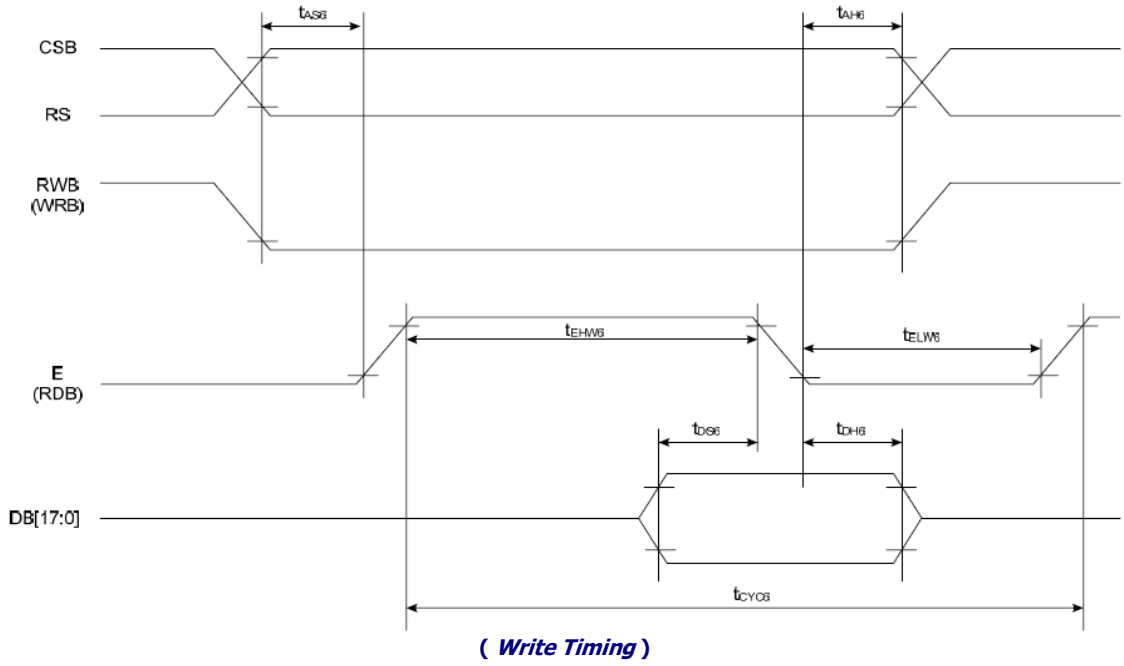 tAS6 tAH6
CSB
RS
RWB
(WRB)
tEHW6 tELW6
E
(RDB)
tDS6 tDH6
DB[17:0]
tCYC6
( Write Timing )